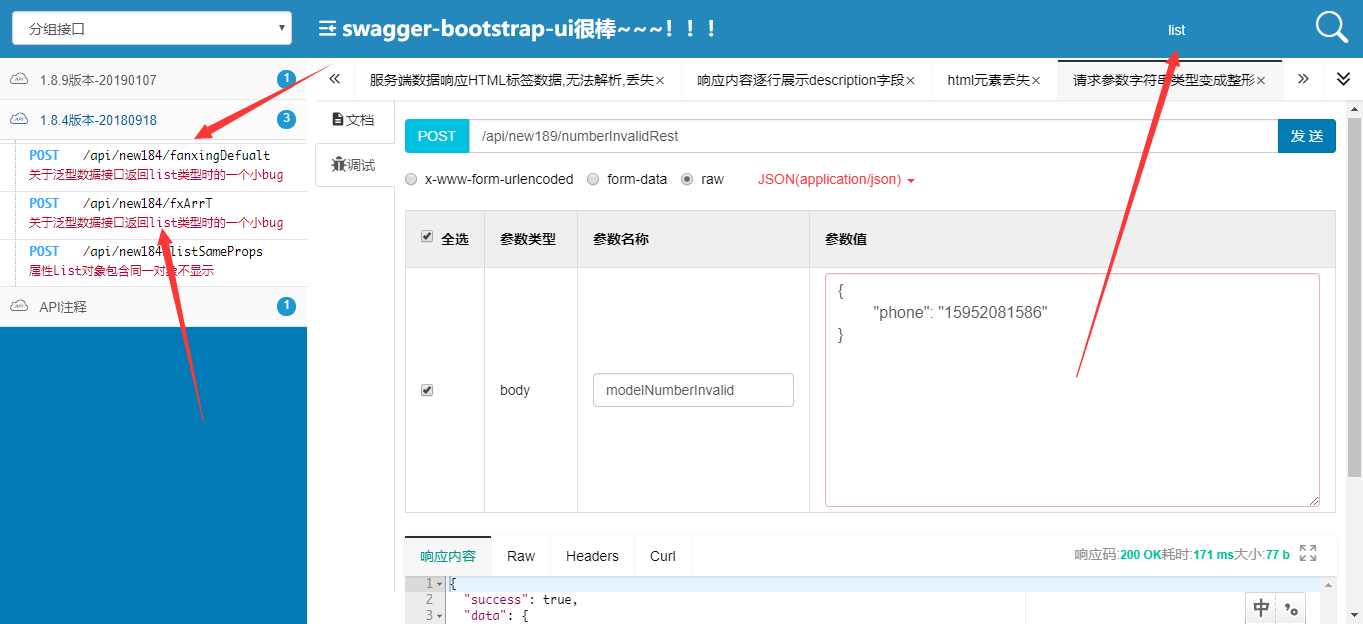 分组接口
swagger-bootstrap-ui很棒~~~！！！
list
1.8.9版本-20190107
1
1.8.4版本-20180918
3
POST /api/new184/fanxingDefualt
关于泛型数据接口返回list类型时的一个小bug
POST /api/new184/fxArrT
关于泛型数据接口返回list类型时的一个小bug
POST /api/new184/listSameProps
属性List对象包含同一对象不显示
API注释
1
服务端数据响应HTML标签数据,无法解析,丢失×
响应内容逐行展示description字段×
html元素丢失×
请求参数字符串类型变成整形×
文档
调试
POST /api/new189/numberInvalidRest 发 送
x-www-form-urlencoded form-data raw JSON(application/json)
全选 参数类型 参数名称 参数值
body modelNumberInvalid
{
"phone": "15952081586"
}
响应内容 Raw Headers Curl
响应码:200 OK耗时:171 ms大小:77 b
1 {
2 "success": true,
3 "data": {
中 °,